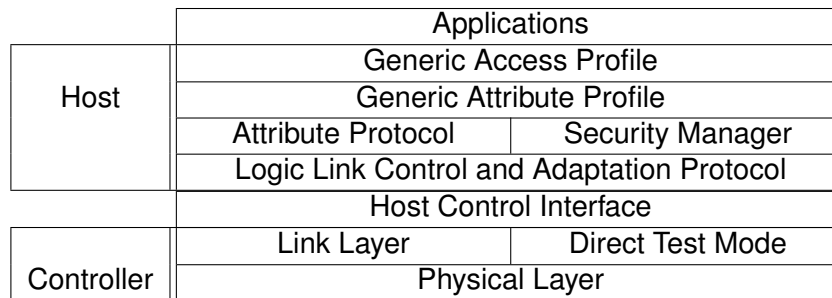 Applications
Generic Access Profile
Host Generic Attribute Profile
Attribute Protocol Security Manager
Logic Link Control and Adaptation Protocol
Host Control Interface
Link Layer Direct Test Mode
Controller Physical Layer